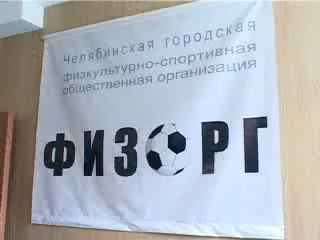 Челябинская городская
физкультурно-спортивная
общественная организация
ФИЗОРГ